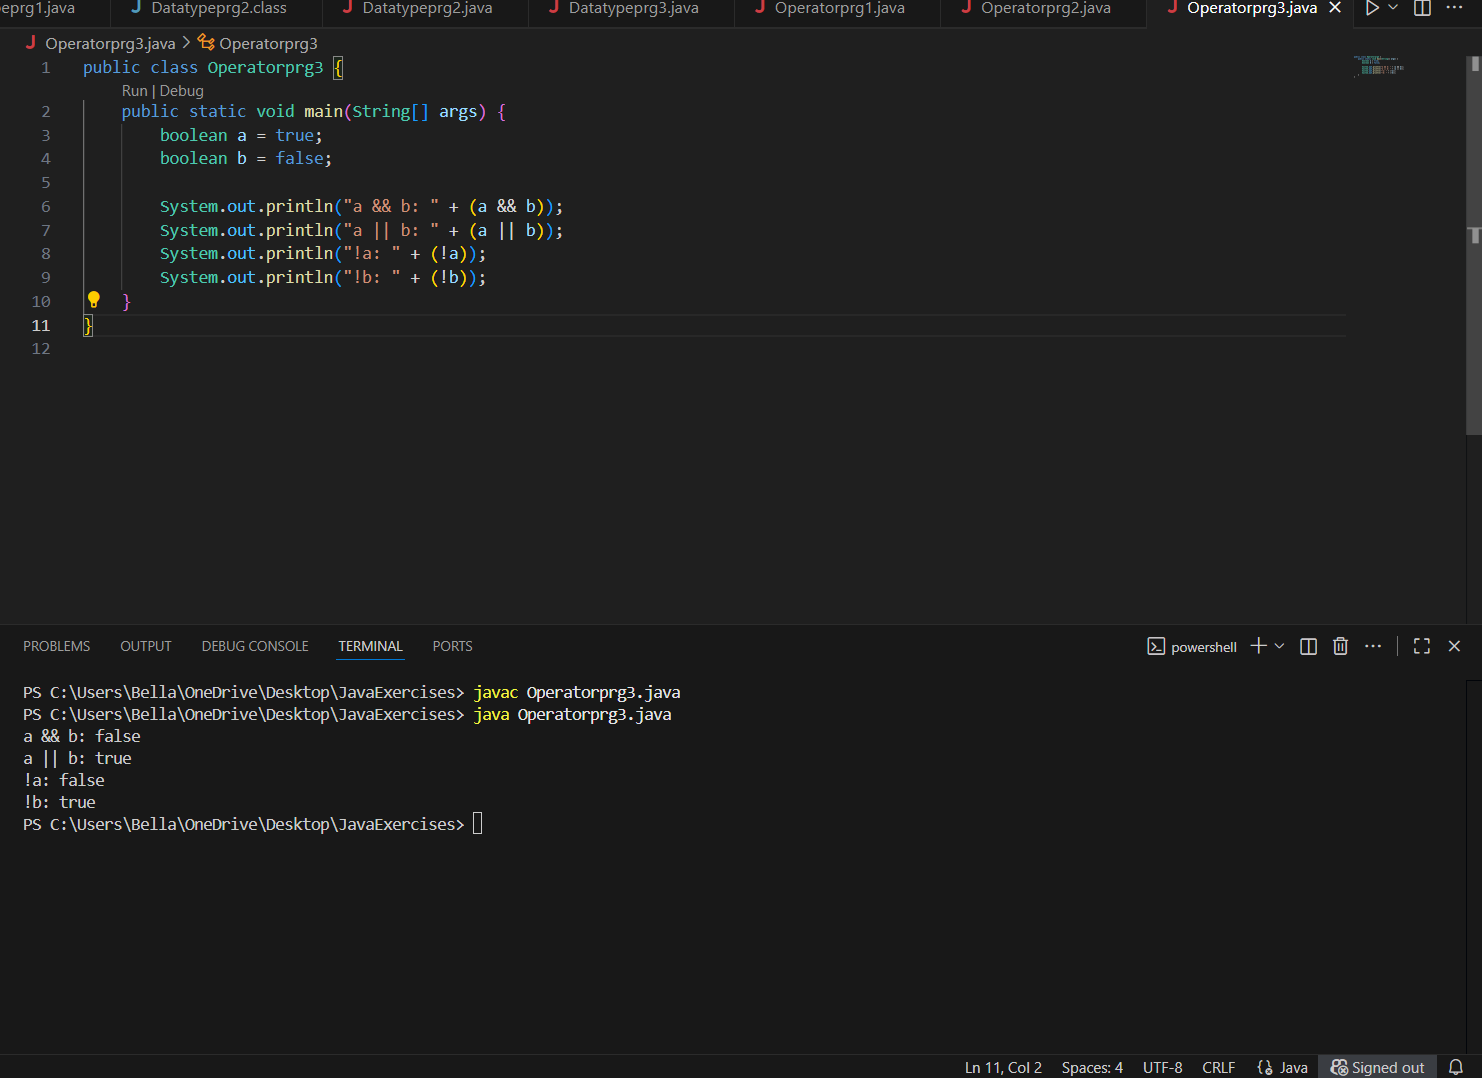 eprg1.java Datatypeprg2.class Datatypeprg2.java Datatypeprg3.java Operatorprg1.java Operatorprg2.java Operatorprg3.java
Operatorprg3.java > Operatorprg3
1 public class Operatorprg3 {
Run | Debug
2 public static void main(String[] args) {
3 boolean a = true;
4 boolean b = false;
5
6 System.out.println("a && b: " + (a && b));
7 System.out.println("a || b: " + (a || b));
8 System.out.println("!a: " + (!a));
9 System.out.println("!b: " + (!b));
10 }
11 }
12
PROBLEMS OUTPUT DEBUG CONSOLE TERMINAL PORTS powershell
PS C:\Users\Bella\OneDrive\Desktop\JavaExercises> javac Operatorprg3.java
PS C:\Users\Bella\OneDrive\Desktop\JavaExercises> java Operatorprg3.java
a && b: false
a || b: true
!a: false
!b: true
PS C:\Users\Bella\OneDrive\Desktop\JavaExercises>
Ln 11, Col 2 Spaces: 4 UTF-8 CRLF Java Signed out